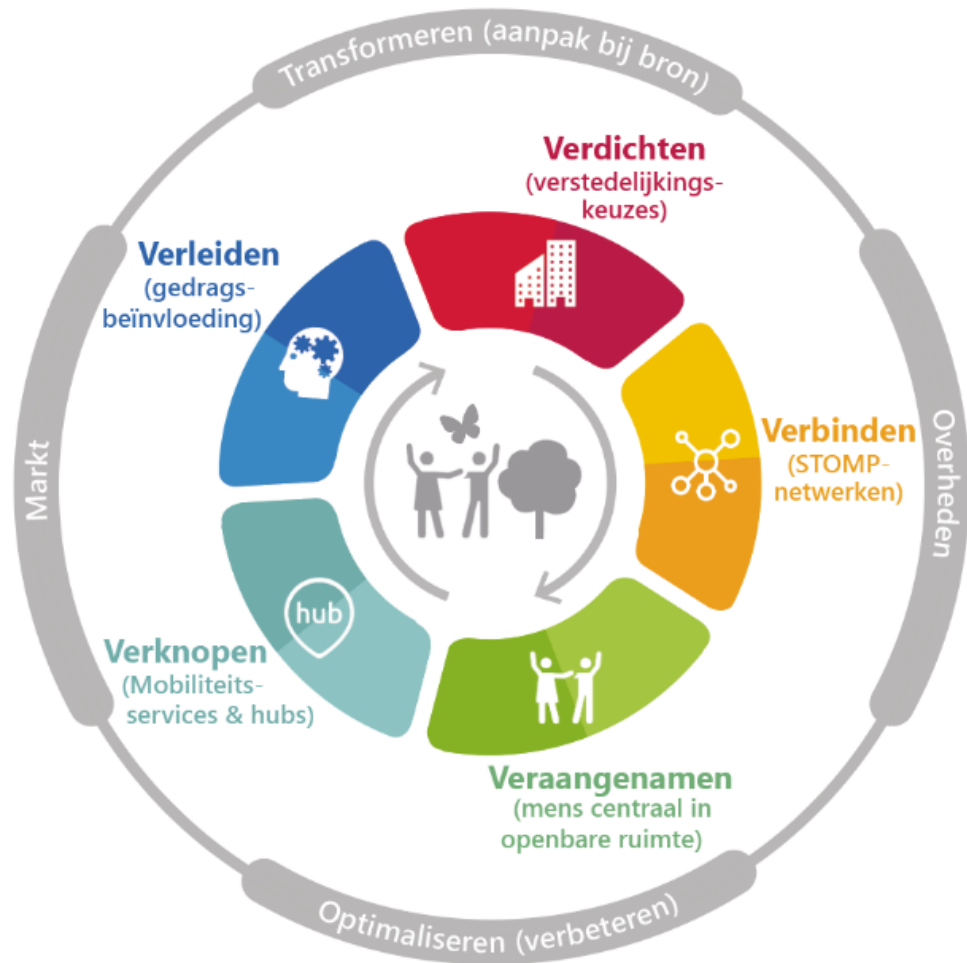 Transformeren (aanpak bij bron)
Verdichten
(verstedelijkings-
keuzes)
Verleiden
(gedrags-
beïnvloeding)
Markt
Overheden
Verbinden
(STOMP-
netwerken)
hub
Verknopen
(Mobiliteits-
services & hubs)
Veraangenamen
(mens centraal in
openbare ruimte)
Optimaliseren (verbeteren)